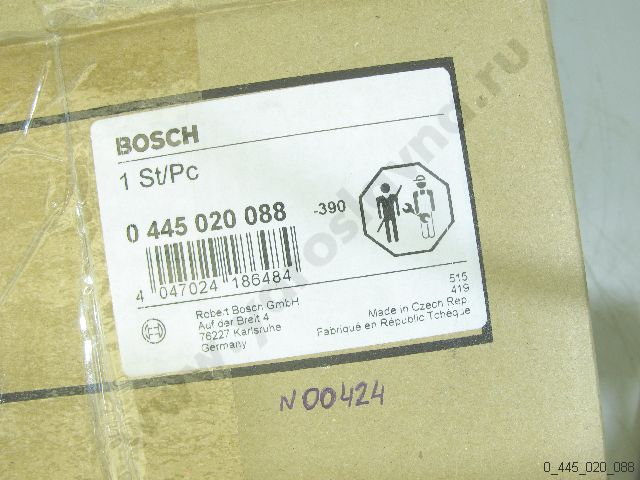 BOSCH
1 St/Pc
0 445 020 088 -390
4 047024 186484
Robert Bosch GmbH
Auf der Breit 4
76227 Karlsruhe
Germany
515
419
Made in Czech Rep
Fabriqué en République Tchèque
N00424
0_445_020_088